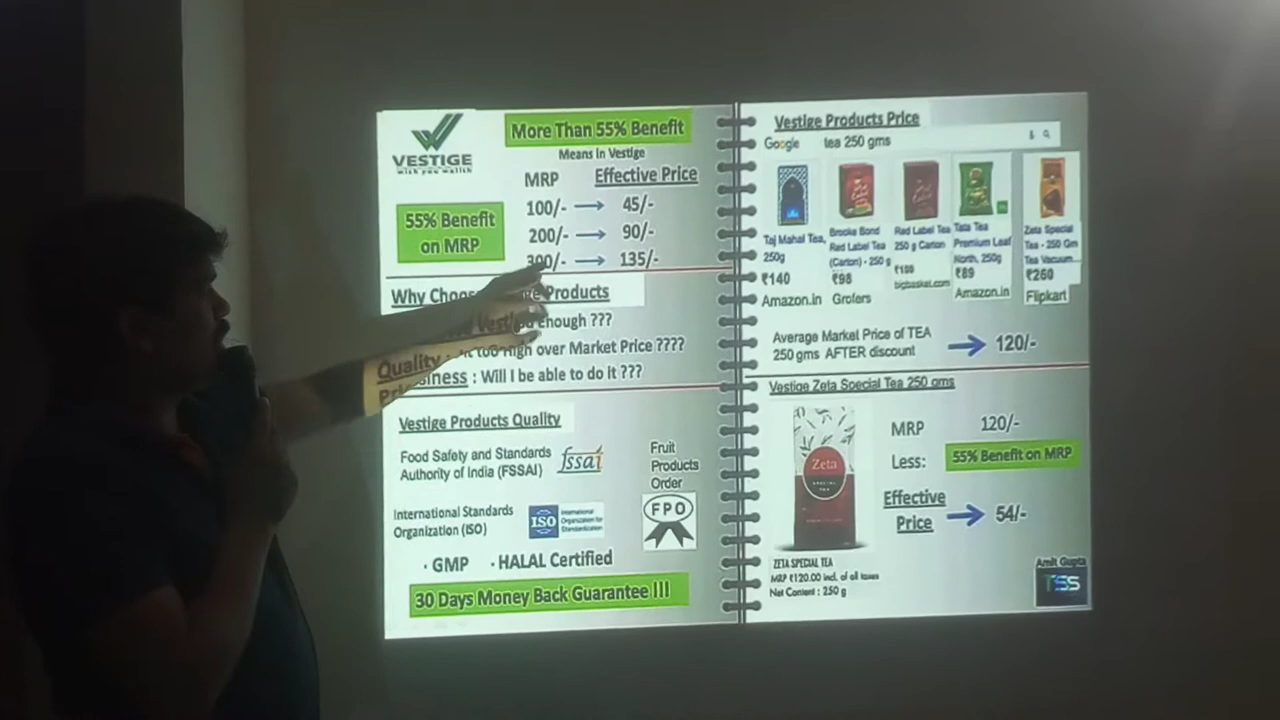 VESTIGE
More Than 55% Benefit
Means in Vestige
MRP Effective Price
55% Benefit
on MRP
100/- → 45/-
200/- → 90/-
300/- → 135/-
Why Choo Products
Enough ???
Quality High over Market Price ????
siness : Will I be able to do it ???
Vestige Products Quality
Food Safety and Standards
Authority of India (FSSAI)
fssai
Fruit
Products
Order
International Standards
Organization (ISO)
ISO
International
Organization for
Standardization
FPO
· GMP · HALAL Certified
30 Days Money Back Guarantee !!!
Vestige Products Price
Google tea 250 gms
Taj Mahal Tea,
250g
₹140
Amazon.in
Brooke Bond
Red Label Tea
(Carton) - 250 g
₹98
Grofers
Red Label Tea
250 g Carton
bigbasket.com
Tata Tea
Premium Leaf
North, 250g
₹89
Amazon.in
Zeta Special
Tea - 250 Gm
Tea Vacuum
₹260
Flipkart
Average Market Price of TEA
250 gms AFTER discount → 120/-
Vestige Zeta Special Tea 250 gms
Zeta
MRP 120/-
Less: 55% Benefit on MRP
Effective
Price → 54/-
ZETA SPECIAL TEA
MRP ₹120.00 incl. of all taxes
Net Content : 250 g
Amit Gupta
TSS